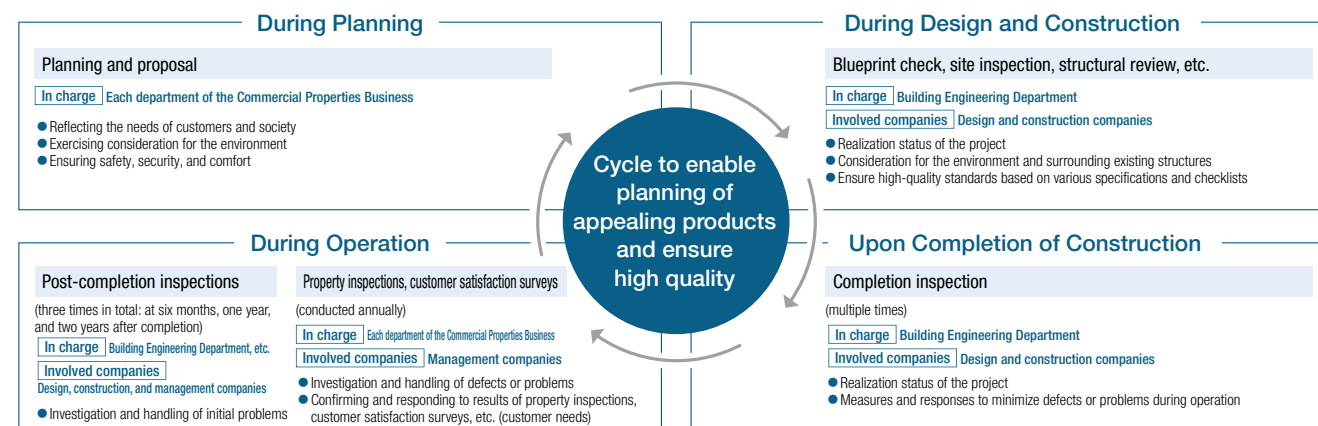 During Planning
Planning and proposal
In charge Each department of the Commercial Properties Business
● Reflecting the needs of customers and society
● Exercising consideration for the environment
● Ensuring safety, security, and comfort
During Design and Construction
Blueprint check, site inspection, structural review, etc.
In charge Building Engineering Department
Involved companies Design and construction companies
● Realization status of the project
● Consideration for the environment and surrounding existing structures
● Ensure high-quality standards based on various specifications and checklists
Cycle to enable
planning of
appealing products
and ensure
high quality
During Operation
Post-completion inspections
(three times in total: at six months, one year,
and two years after completion)
In charge Building Engineering Department, etc.
Involved companies
Design, construction, and management companies
● Investigation and handling of initial problems
Property inspections, customer satisfaction surveys
(conducted annually)
In charge Each department of the Commercial Properties Business
Involved companies Management companies
● Investigation and handling of defects or problems
● Confirming and responding to results of property inspections,
customer satisfaction surveys, etc. (customer needs)
Upon Completion of Construction
Completion inspection
(multiple times)
In charge Building Engineering Department
Involved companies Design and construction companies
● Realization status of the project
● Measures and responses to minimize defects or problems during operation